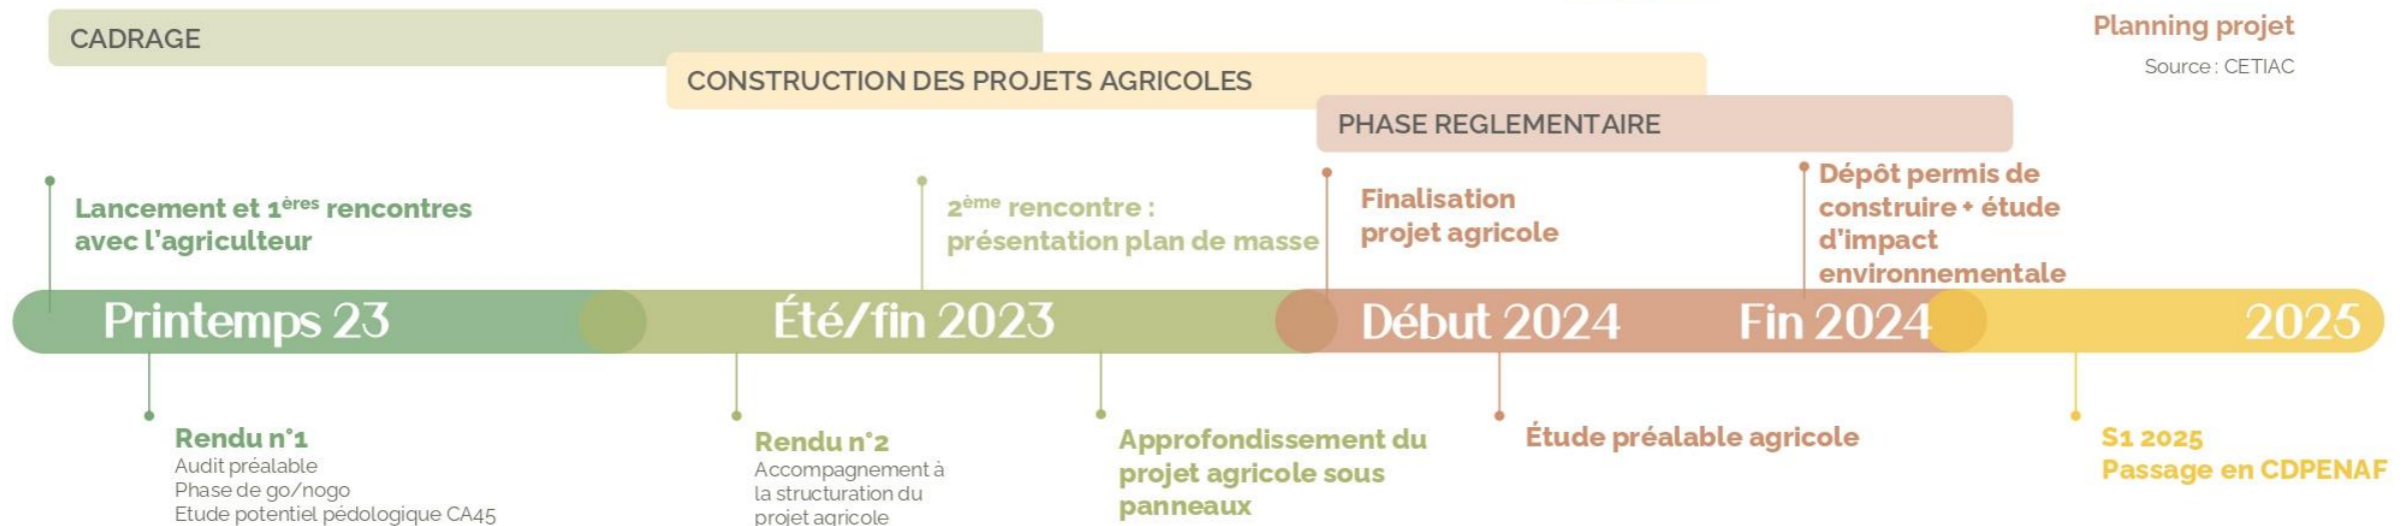 CADRAGE
Planning projet
Source : CETIAC
CONSTRUCTION DES PROJETS AGRICOLES
PHASE REGLEMENTAIRE
Lancement et 1ères rencontres
avec l'agriculteur
2ème rencontre :
présentation plan de masse
Finalisation
projet agricole
Dépôt permis de
construire + étude
d'impact
environnementale
Printemps 23
Été/fin 2023
Début 2024
Fin 2024
2025
Rendu n°1
Audit préalable
Phase de go/nogo
Etude potentiel pédologique CA45
Rendu n°2
Accompagnement à
la structuration du
projet agricole
Approfondissement du
projet agricole sous
panneaux
Étude préalable agricole
S1 2025
Passage en CDPENAF